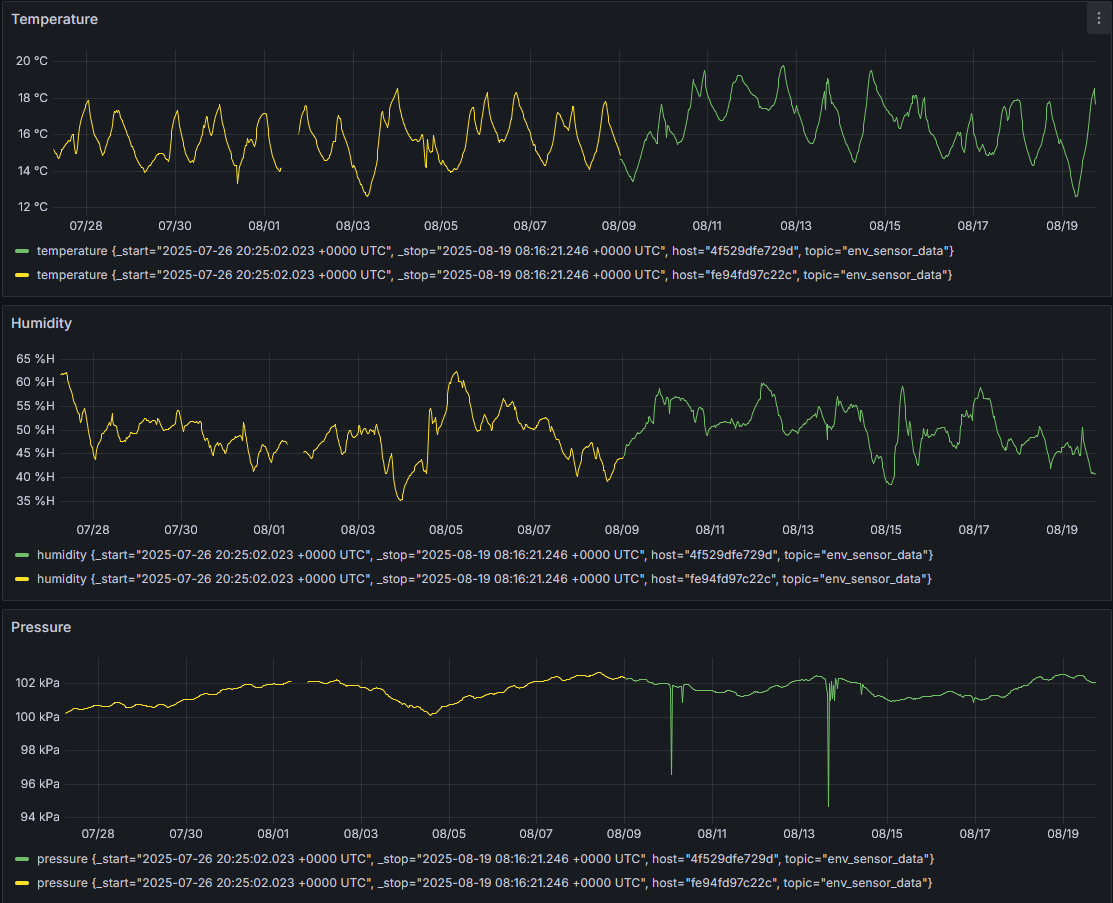 Temperature
20 °C
18 °C
16 °C
14 °C
12 °C
07/28 07/30 08/01 08/03 08/05 08/07 08/09 08/11 08/13 08/15 08/17 08/19
temperature {_start="2025-07-26 20:25:02.023 +0000 UTC", _stop="2025-08-19 08:16:21.246 +0000 UTC", host="4f529dfe729d", topic="env_sensor_data"}
temperature {_start="2025-07-26 20:25:02.023 +0000 UTC", _stop="2025-08-19 08:16:21.246 +0000 UTC", host="fe94fd97c22c", topic="env_sensor_data"}
Humidity
65 %H
60 %H
55 %H
50 %H
45 %H
40 %H
35 %H
07/28 07/30 08/01 08/03 08/05 08/07 08/09 08/11 08/13 08/15 08/17 08/19
humidity {_start="2025-07-26 20:25:02.023 +0000 UTC", _stop="2025-08-19 08:16:21.246 +0000 UTC", host="4f529dfe729d", topic="env_sensor_data"}
humidity {_start="2025-07-26 20:25:02.023 +0000 UTC", _stop="2025-08-19 08:16:21.246 +0000 UTC", host="fe94fd97c22c", topic="env_sensor_data"}
Pressure
102 kPa
100 kPa
98 kPa
96 kPa
94 kPa
07/28 07/30 08/01 08/03 08/05 08/07 08/09 08/11 08/13 08/15 08/17 08/19
pressure {_start="2025-07-26 20:25:02.023 +0000 UTC", _stop="2025-08-19 08:16:21.246 +0000 UTC", host="4f529dfe729d", topic="env_sensor_data"}
pressure {_start="2025-07-26 20:25:02.023 +0000 UTC", _stop="2025-08-19 08:16:21.246 +0000 UTC", host="fe94fd97c22c", topic="env_sensor_data"}